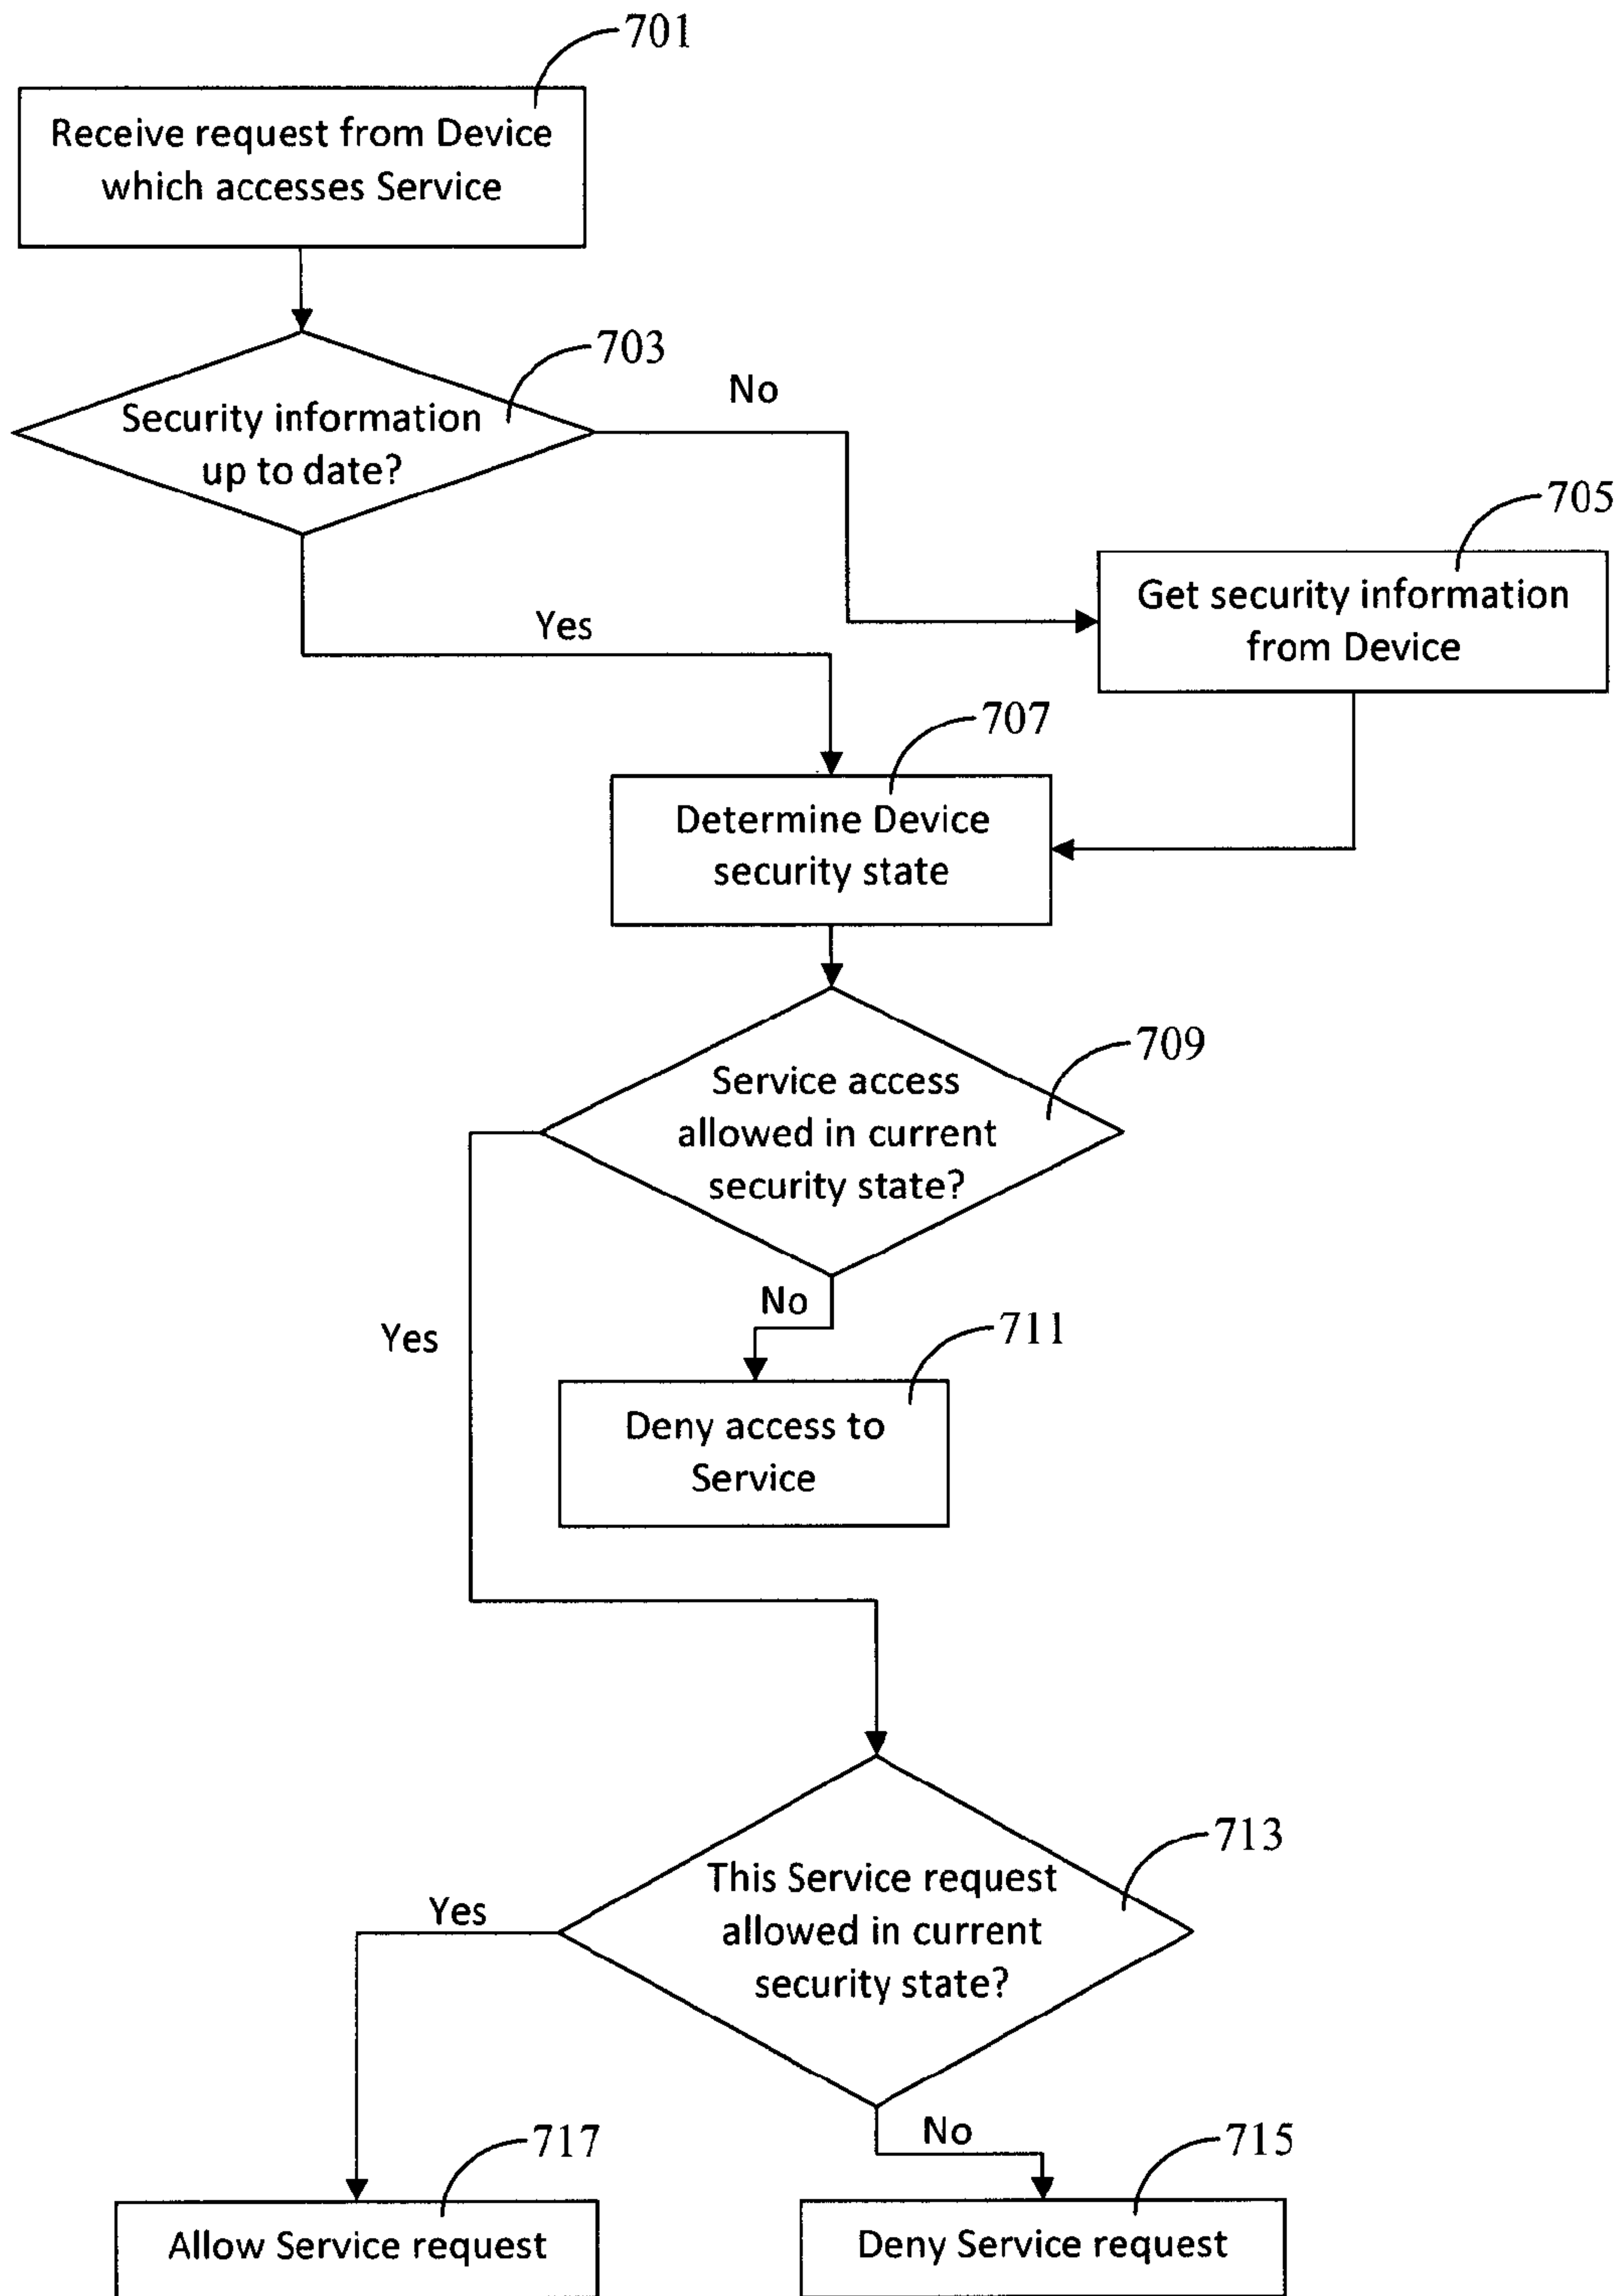 701
Receive request from Device
which accesses Service
703
Security information
up to date?
No
705
Get security information
from Device
Yes
707
Determine Device
security state
709
Service access
allowed in current
security state?
No
Yes
711
Deny access to
Service
713
This Service request
allowed in current
security state?
Yes
No
717
Allow Service request
715
Deny Service request